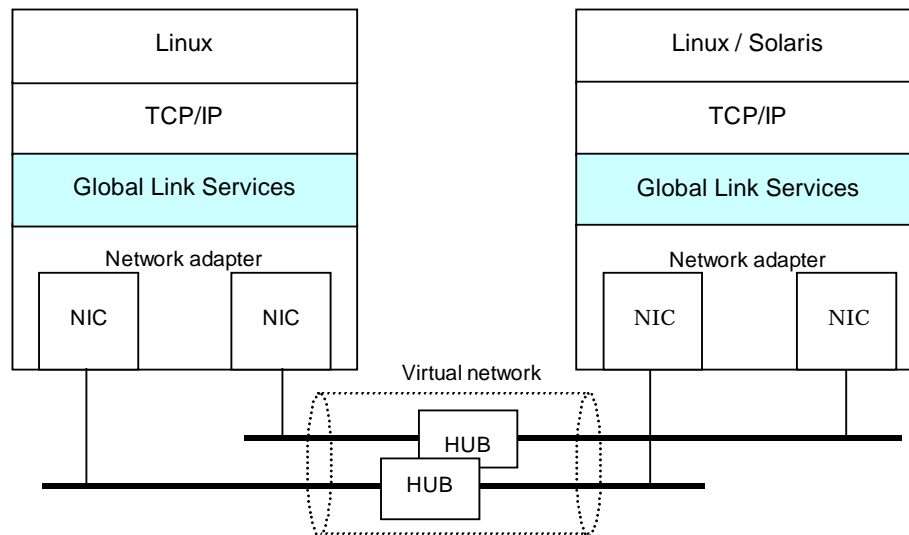 Linux
TCP/IP
Global Link Services
Network adapter
NIC
NIC
Linux / Solaris
TCP/IP
Global Link Services
Network adapter
NIC
NIC
Virtual network
HUB
HUB